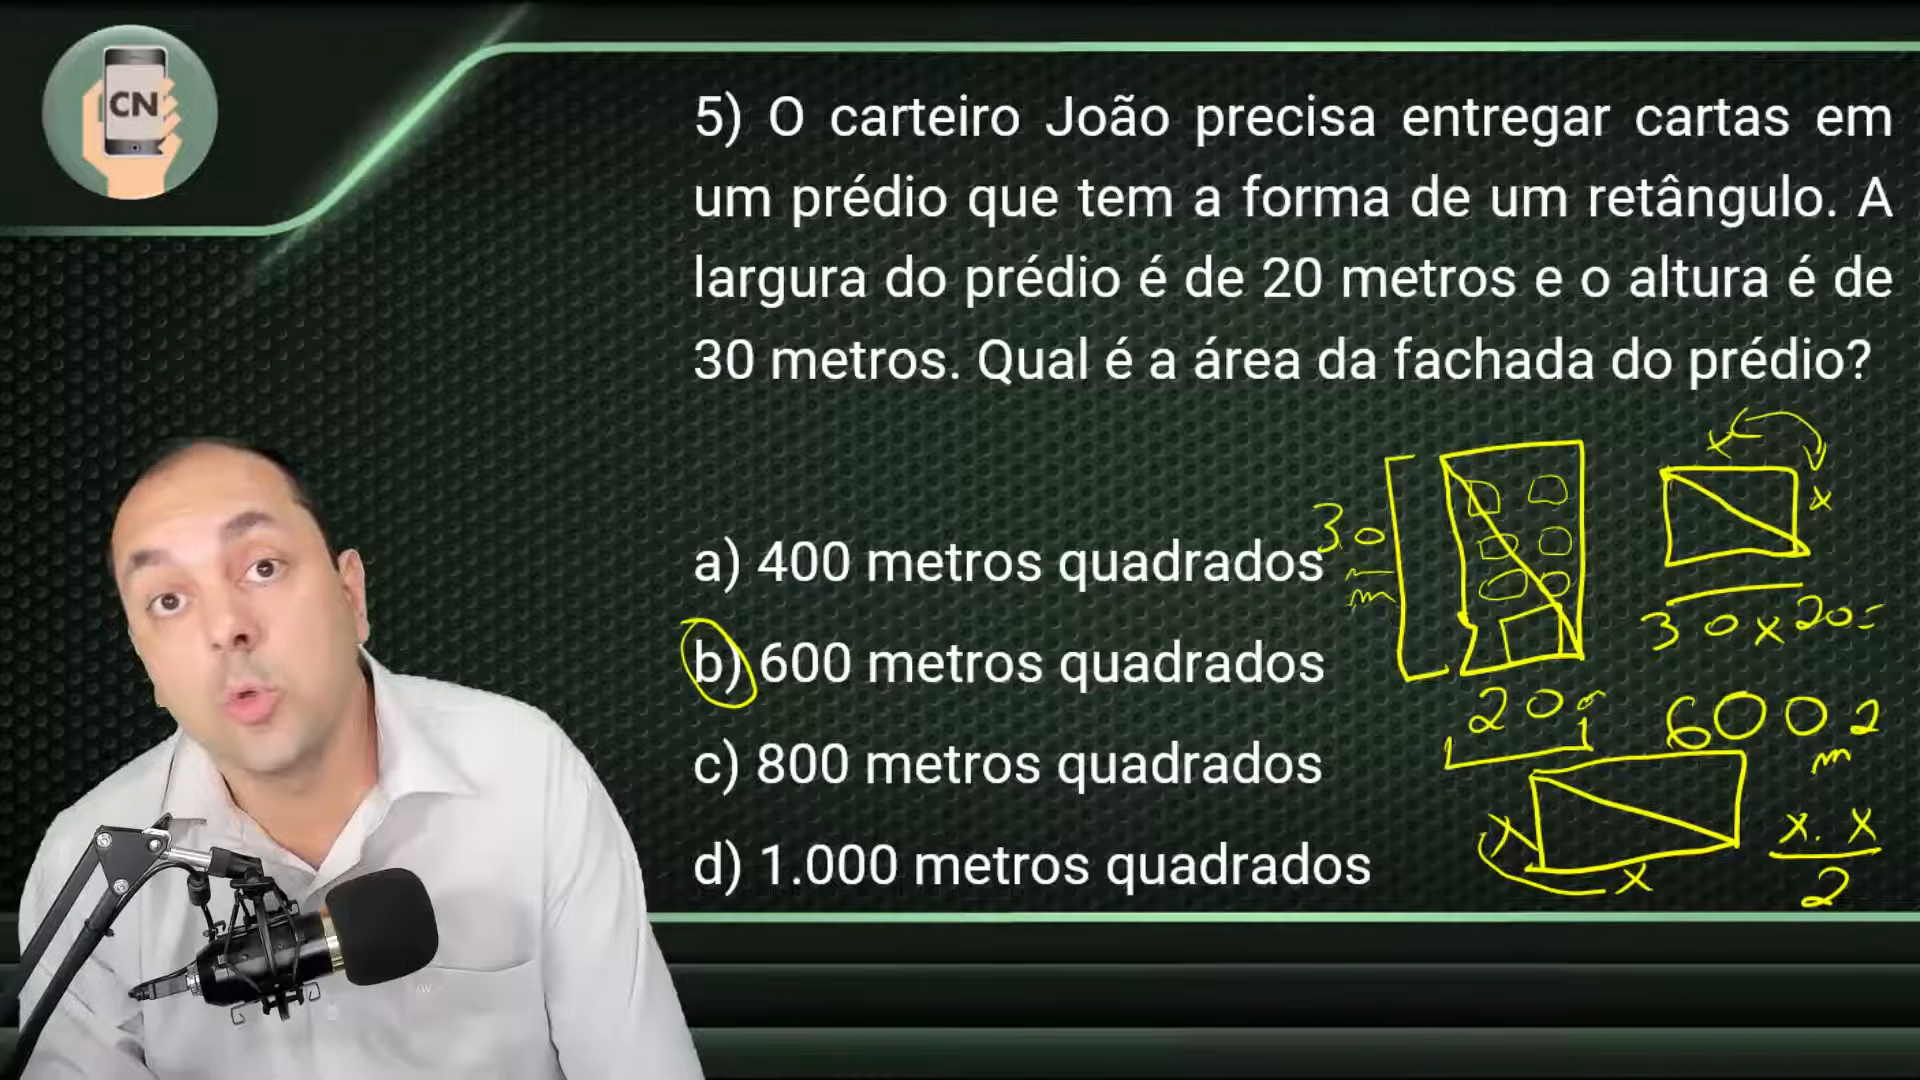 CN
5) O carteiro João precisa entregar cartas em
um prédio que tem a forma de um retângulo. A
largura do prédio é de 20 metros e o altura é de
30 metros. Qual é a área da fachada do prédio?
a) 400 metros quadrados
b) 600 metros quadrados
c) 800 metros quadrados
d) 1.000 metros quadrados
30
m
20
x
x
30x20=
600 m2
x
x
x.x
2